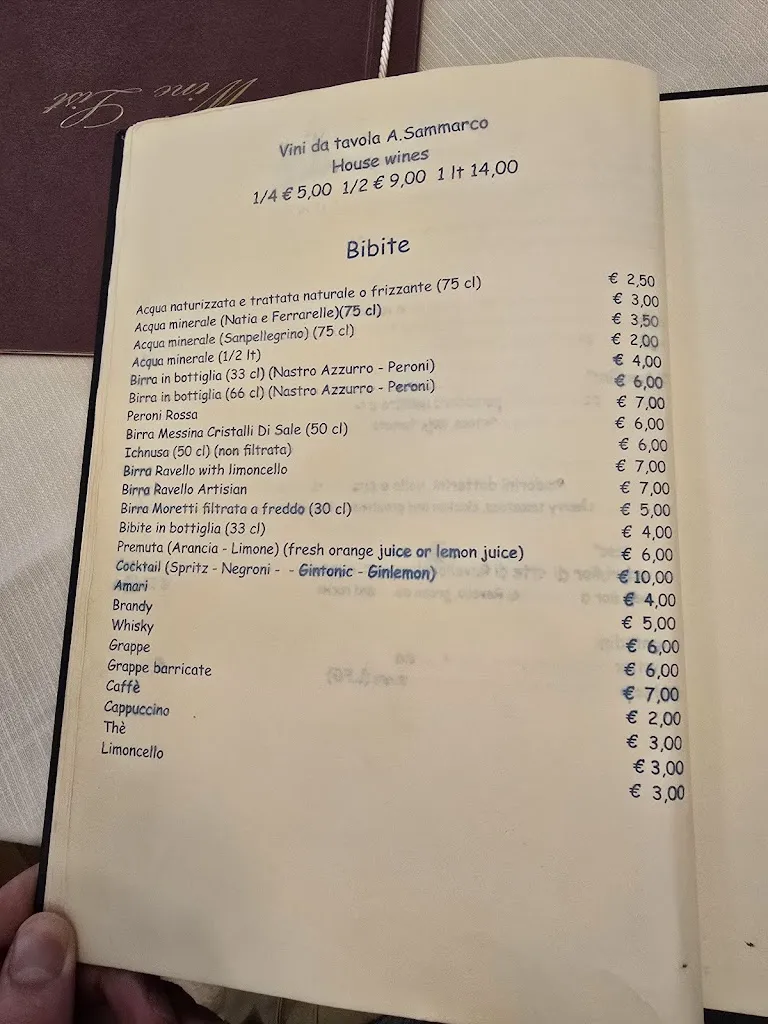 Wine List
Vini da tavola A.Sammarco
House wines
1/4 € 5,00 1/2 € 9,00 1 lt 14,00
Bibite
Acqua naturizzata e trattata naturale o frizzante (75 cl) € 2,50
Acqua minerale (Natia e Ferrarelle)(75 cl) € 3,00
Acqua minerale (Sanpellegrino) (75 cl) € 3,50
Acqua minerale (1/2 lt) € 2,00
Birra in bottiglia (33 cl) (Nastro Azzurro - Peroni) € 4,00
Birra in bottiglia (66 cl) (Nastro Azzurro - Peroni) € 6,00
Peroni Rossa € 7,00
Birra Messina Cristalli Di Sale (50 cl) € 6,00
Ichnusa (50 cl) (non filtrata) € 6,00
Birra Ravello with limoncello € 7,00
Birra Ravello Artisian € 7,00
Birra Moretti filtrata a freddo (30 cl) € 5,00
Bibite in bottiglia (33 cl) € 4,00
Premuta (Arancia - Limone) (fresh orange juice or lemon juice) € 6,00
Cocktail (Spritz - Negroni - - Gintonic - Ginlemon) € 10,00
Amari € 4,00
Brandy € 5,00
Whisky € 6,00
Grappe € 6,00
Grappe barricate € 7,00
Caffè € 2,00
Cappuccino € 3,00
Thè € 3,00
Limoncello € 3,00